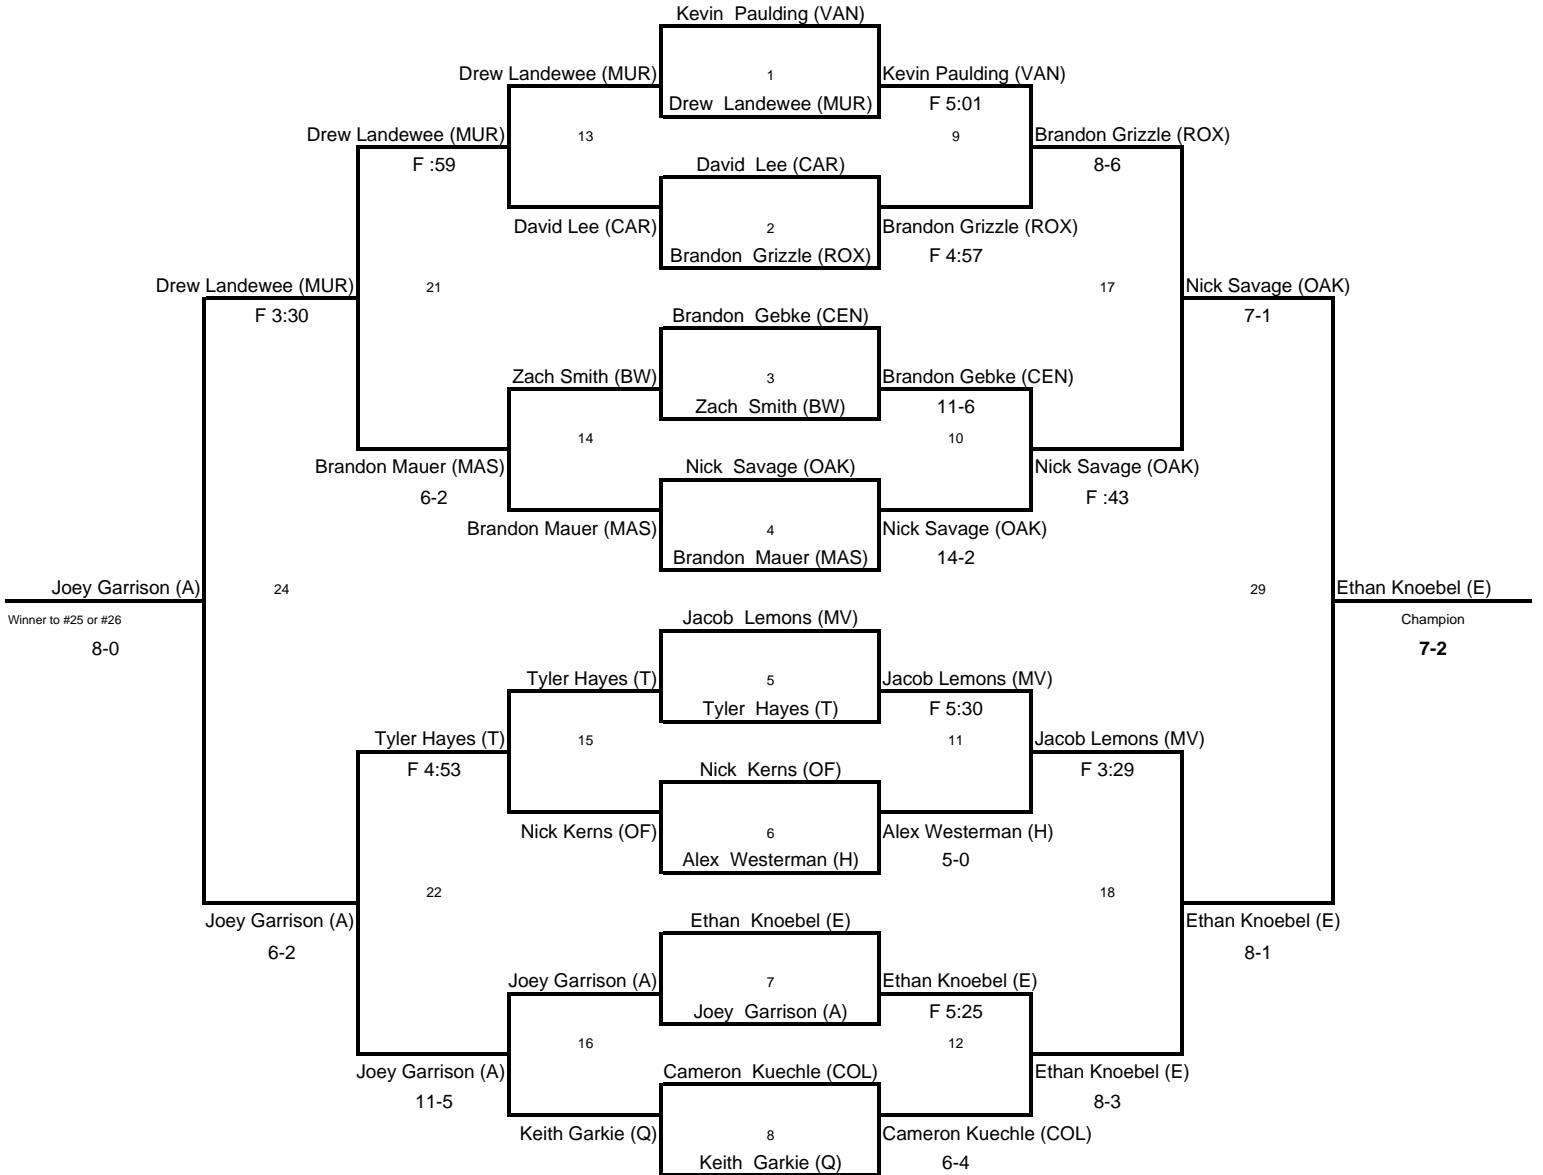 Kevin  Paulding (VAN)
Drew Landewee (MUR)
1
Kevin Paulding (VAN)
Drew  Landewee (MUR)
F 5:01
Drew Landewee (MUR)
13
9
Brandon Grizzle (ROX)
F :59
David  Lee (CAR)
8-6
David Lee (CAR)
2
Brandon Grizzle (ROX)
Brandon  Grizzle (ROX)
F 4:57
Drew Landewee (MUR)
21
17
Nick Savage (OAK)
F 3:30
Brandon  Gebke (CEN)
7-1
Zach Smith (BW)
3
Brandon Gebke (CEN)
Zach  Smith (BW)
11-6
14
10
Brandon Mauer (MAS)
Nick  Savage (OAK)
Nick Savage (OAK)
6-2
F :43
Brandon Mauer (MAS)
4
Nick Savage (OAK)
Brandon  Mauer (MAS)
14-2
Joey Garrison (A)
24
29
Ethan Knoebel (E)
Winner to #25 or #26
Jacob  Lemons (MV)
Champion
8-0
7-2
Tyler Hayes (T)
5
Jacob Lemons (MV)
Tyler  Hayes (T)
F 5:30
Tyler Hayes (T)
15
11
Jacob Lemons (MV)
F 4:53
Nick  Kerns (OF)
F 3:29
Nick Kerns (OF)
6
Alex Westerman (H)
Alex  Westerman (H)
5-0
22
18
Joey Garrison (A)
Ethan  Knoebel (E)
Ethan Knoebel (E)
6-2
8-1
Joey Garrison (A)
7
Ethan Knoebel (E)
Joey  Garrison (A)
F 5:25
16
12
Joey Garrison (A)
Cameron  Kuechle (COL)
Ethan Knoebel (E)
11-5
8-3
Keith Garkie (Q)
8
Cameron Kuechle (COL)
Keith  Garkie (Q)
6-4